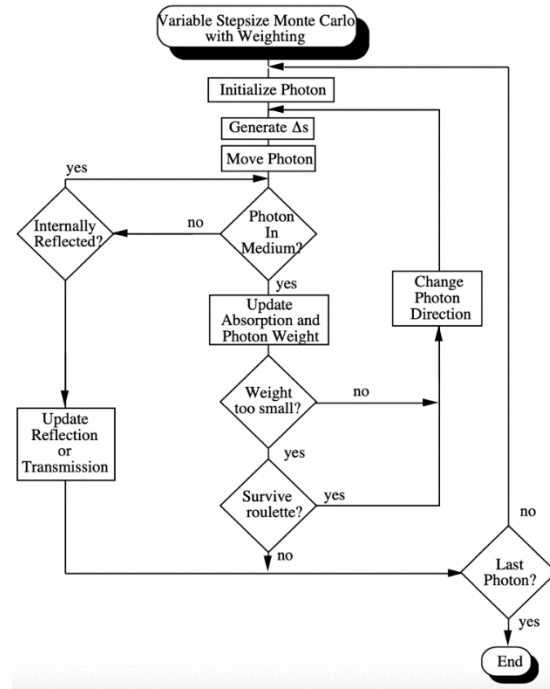 Variable Stepsize Monte Carlo
with Weighting
Initialize Photon
Generate Δs
Move Photon
yes
Internally
Reflected?
no
Photon
In
Medium?
yes
Update
Absorption and
Photon Weight
Change
Photon
Direction
Weight
too small?
no
yes
Update
Reflection
or
Transmission
Survive
roulette?
yes
no
no
Last
Photon?
yes
End